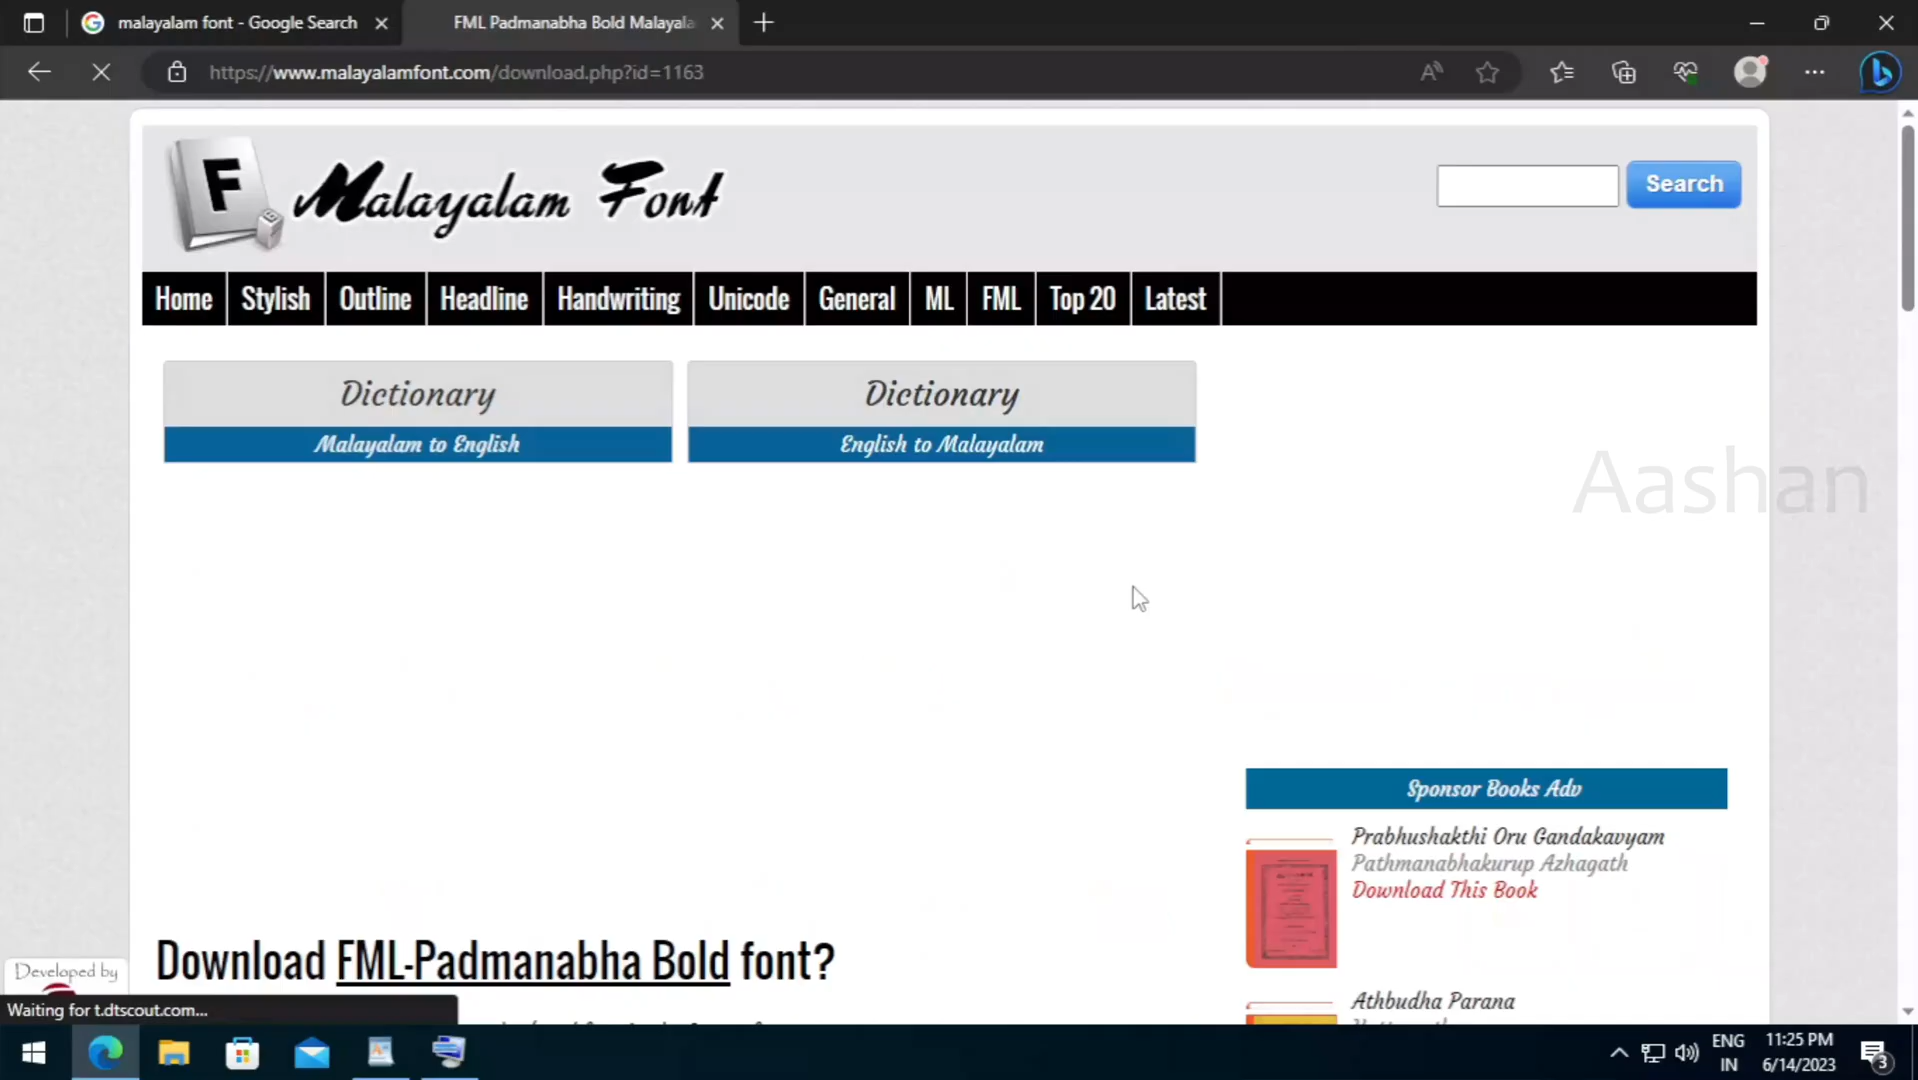 malayalam font - Google Search
FML Padmanabha Bold Malayala
https://www.malayalamfont.com/download.php?id=1163
F Malayalam Font
Search
Home Stylish Outline Headline Handwriting Unicode General ML FML Top 20 Latest
Dictionary
Malayalam to English
Dictionary
English to Malayalam
Aashan
Sponsor Books Adv
Prabhushakthi Oru Gandakavyam
Pathmanabhakurup Azhagath
Download This Book
Download FML-Padmanabha Bold font?
Athbudha Parana
Developed by
Waiting for t.dtscout.com...
ENG
IN
11:25 PM
6/14/2023
3